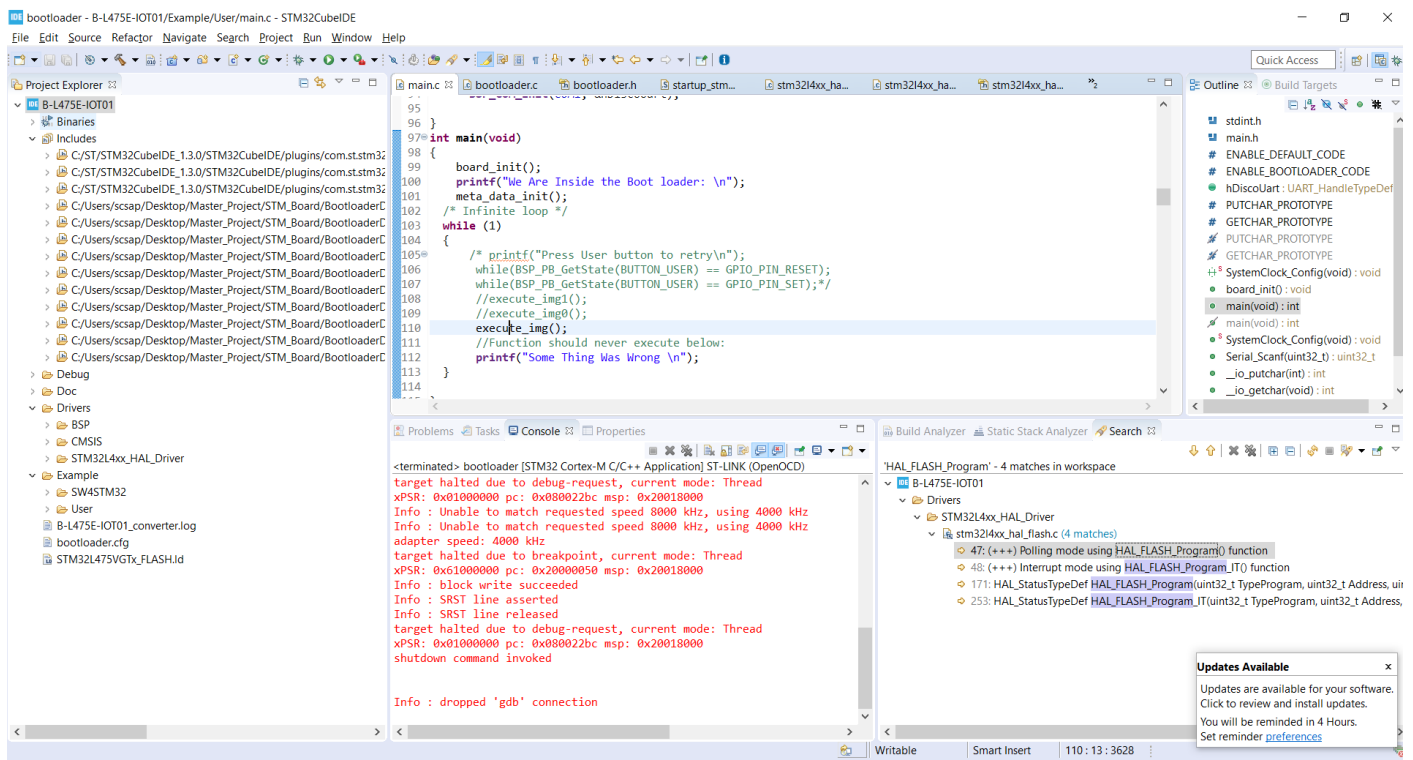 IDE bootloader - B-L475E-IOT01/Example/User/main.c - STM32CubeIDE
File Edit Source Refactor Navigate Search Project Run Window Help
Quick Access
Project Explorer
B-L475E-IOT01
Binaries
Includes
C:/ST/STM32CubeIDE_1.3.0/STM32CubeIDE/plugins/com.st.stm32
C:/ST/STM32CubeIDE_1.3.0/STM32CubeIDE/plugins/com.st.stm32
C:/ST/STM32CubeIDE_1.3.0/STM32CubeIDE/plugins/com.st.stm32
C:/Users/scsap/Desktop/Master_Project/STM_Board/BootloaderD
C:/Users/scsap/Desktop/Master_Project/STM_Board/BootloaderD
C:/Users/scsap/Desktop/Master_Project/STM_Board/BootloaderD
C:/Users/scsap/Desktop/Master_Project/STM_Board/BootloaderD
C:/Users/scsap/Desktop/Master_Project/STM_Board/BootloaderD
C:/Users/scsap/Desktop/Master_Project/STM_Board/BootloaderD
C:/Users/scsap/Desktop/Master_Project/STM_Board/BootloaderD
C:/Users/scsap/Desktop/Master_Project/STM_Board/BootloaderD
C:/Users/scsap/Desktop/Master_Project/STM_Board/BootloaderD
C:/Users/scsap/Desktop/Master_Project/STM_Board/BootloaderD
Debug
Doc
Drivers
BSP
CMSIS
STM32L4xx_HAL_Driver
Example
SW4STM32
User
B-L475E-IOT01_converter.log
bootloader.cfg
STM32L475VGTx_FLASH.ld
main.c bootloader.c bootloader.h startup_stm... stm32l4xx_ha... stm32l4xx_ha... stm32l4xx_ha... 2
95
96 }
97 int main(void)
98 {
99 board_init();
100 printf("We Are Inside the Boot loader: \n");
101 meta_data_init();
102 /* Infinite loop */
103 while (1)
104 {
105 /* printf("Press User button to retry\n");
106 while(BSP_PB_GetState(BUTTON_USER) == GPIO_PIN_RESET);
107 while(BSP_PB_GetState(BUTTON_USER) == GPIO_PIN_SET);*/
108 //execute_img1();
109 //execute_img0();
110 execute_img();
111 //Function should never execute below:
112 printf("Some Thing Was Wrong \n");
113 }
114
Outline Build Targets
stdint.h
main.h
ENABLE_DEFAULT_CODE
ENABLE_BOOTLOADER_CODE
hDiscoUart : UART_HandleTypeDef
PUTCHAR_PROTOTYPE
GETCHAR_PROTOTYPE
PUTCHAR_PROTOTYPE
GETCHAR_PROTOTYPE
SystemClock_Config(void) : void
board_init() : void
main(void) : int
main(void) : int
SystemClock_Config(void) : void
Serial_Scanf(uint32_t) : uint32_t
__io_putchar(int) : int
__io_getchar(void) : int
Problems Tasks Console Properties
<terminated> bootloader [STM32 Cortex-M C/C++ Application] ST-LINK (OpenOCD)
target halted due to debug-request, current mode: Thread
xPSR: 0x01000000 pc: 0x080022bc msp: 0x20018000
Info : Unable to match requested speed 8000 kHz, using 4000 kHz
Info : Unable to match requested speed 8000 kHz, using 4000 kHz
adapter speed: 4000 kHz
target halted due to breakpoint, current mode: Thread
xPSR: 0x61000000 pc: 0x20000050 msp: 0x20018000
Info : block write succeeded
Info : SRST line asserted
Info : SRST line released
target halted due to debug-request, current mode: Thread
xPSR: 0x01000000 pc: 0x080022bc msp: 0x20018000
shutdown command invoked
Info : dropped 'gdb' connection
Build Analyzer Static Stack Analyzer Search
'HAL_FLASH_Program' - 4 matches in workspace
B-L475E-IOT01
Drivers
STM32L4xx_HAL_Driver
stm32l4xx_hal_flash.c (4 matches)
47: (+++) Polling mode using HAL_FLASH_Program() function
48: (+++) Interrupt mode using HAL_FLASH_Program_IT() function
171: HAL_StatusTypeDef HAL_FLASH_Program(uint32_t TypeProgram, uint32_t Address, ui
253: HAL_StatusTypeDef HAL_FLASH_Program_IT(uint32_t TypeProgram, uint32_t Address,
Updates Available x
Updates are available for your software.
Click to review and install updates.
You will be reminded in 4 Hours.
Set reminder preferences
Writable Smart Insert 110 : 13 : 3628